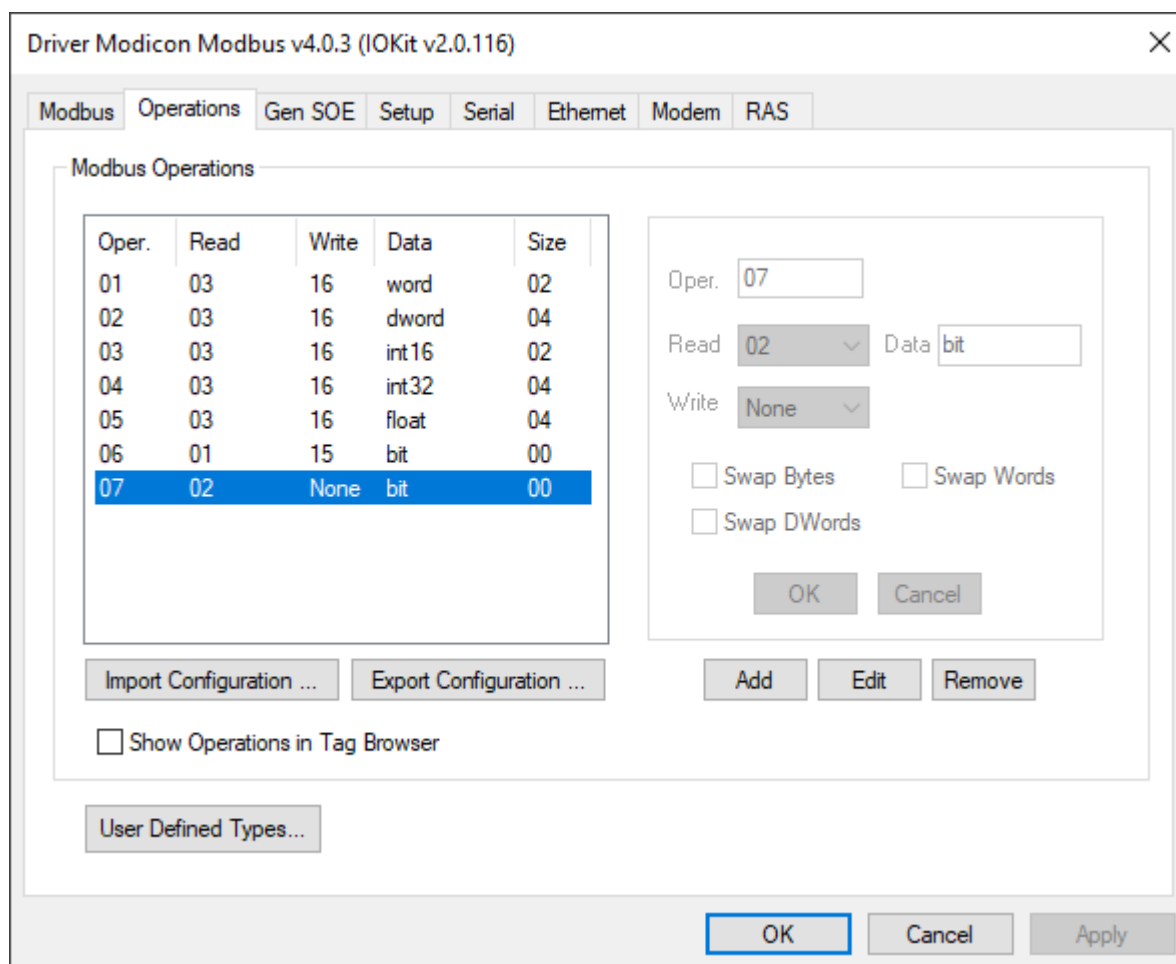 Driver Modicon Modbus v4.0.3 (IOKit v2.0.116)
Modbus Operations Gen SOE Setup Serial Ethernet Modem RAS
Modbus Operations
Oper. Read Write Data Size
01 03 16 word 02
02 03 16 dword 04
03 03 16 int16 02
04 03 16 int32 04
05 03 16 float 04
06 01 15 bit 00
07 02 None bit 00
Oper. 07
Read 02 Data bit
Write None
Swap Bytes Swap Words
Swap DWords
OK Cancel
Import Configuration ... Export Configuration ... Add Edit Remove
Show Operations in Tag Browser
User Defined Types...
OK Cancel Apply